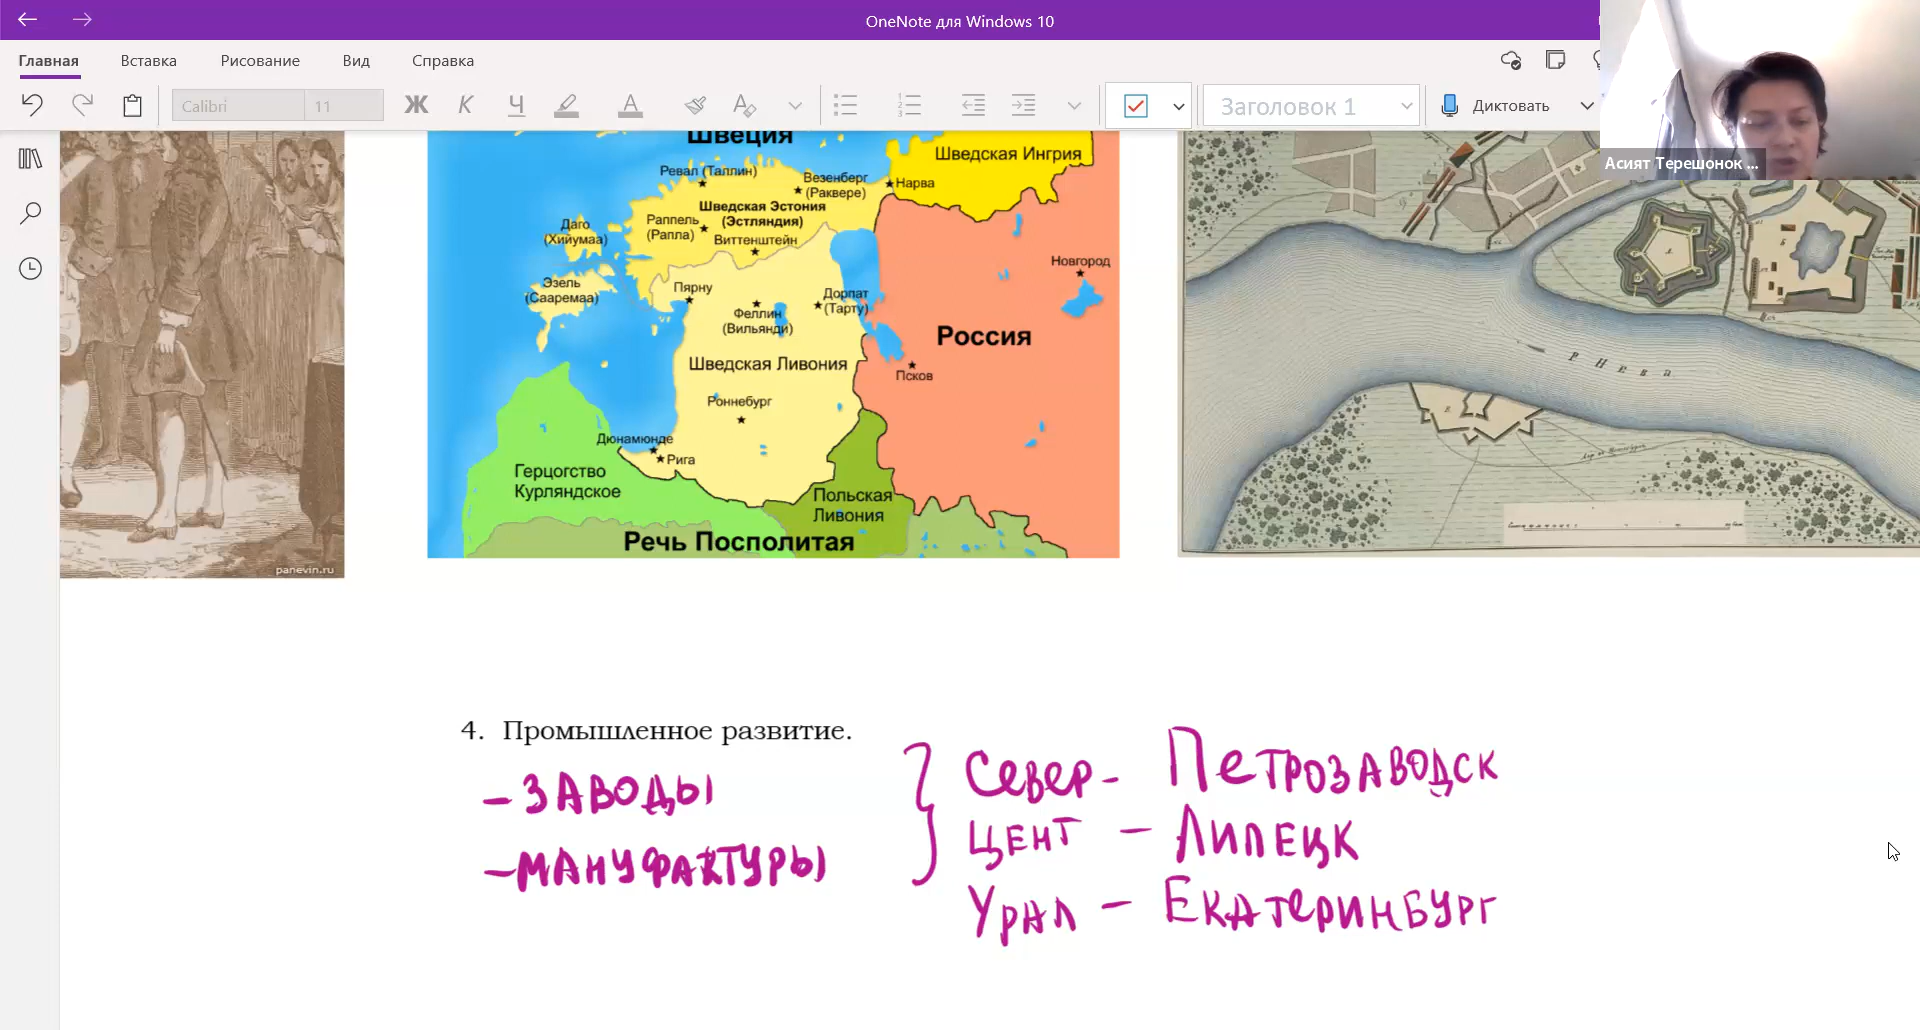 OneNote для Windows 10
Главная
Вставка
Рисование
Вид
Справка
Calibri
11
Ж
К
Ч
А
Заголовок 1
Диктовать
Асият Терешонок ...
Швеция
Шведская Ингрия
Ревал (Таллин)
Везенберг
(Раквере)
Нарва
Шведская Эстония
(Эстляндия)
Раппель
(Рапла)
Виттенштейн
Даго
(Хийумаа)
Эзель
(Сааремаа)
Пярну
Феллин
(Вильянди)
Дорпат
(Тарту)
Новгород
Россия
Псков
Шведская Ливония
Роннебург
Дюнамюнде
Рига
Герцогство
Курляндское
Польская
Ливония
Речь Посполитая
panevin.ru
Р Нева
4. Промышленное развитие.
- ЗАВОДЫ
- МАНУФАКТУРЫ
Север - Петрозаводск
Цент - Липецк
Урал - Екатеринбург